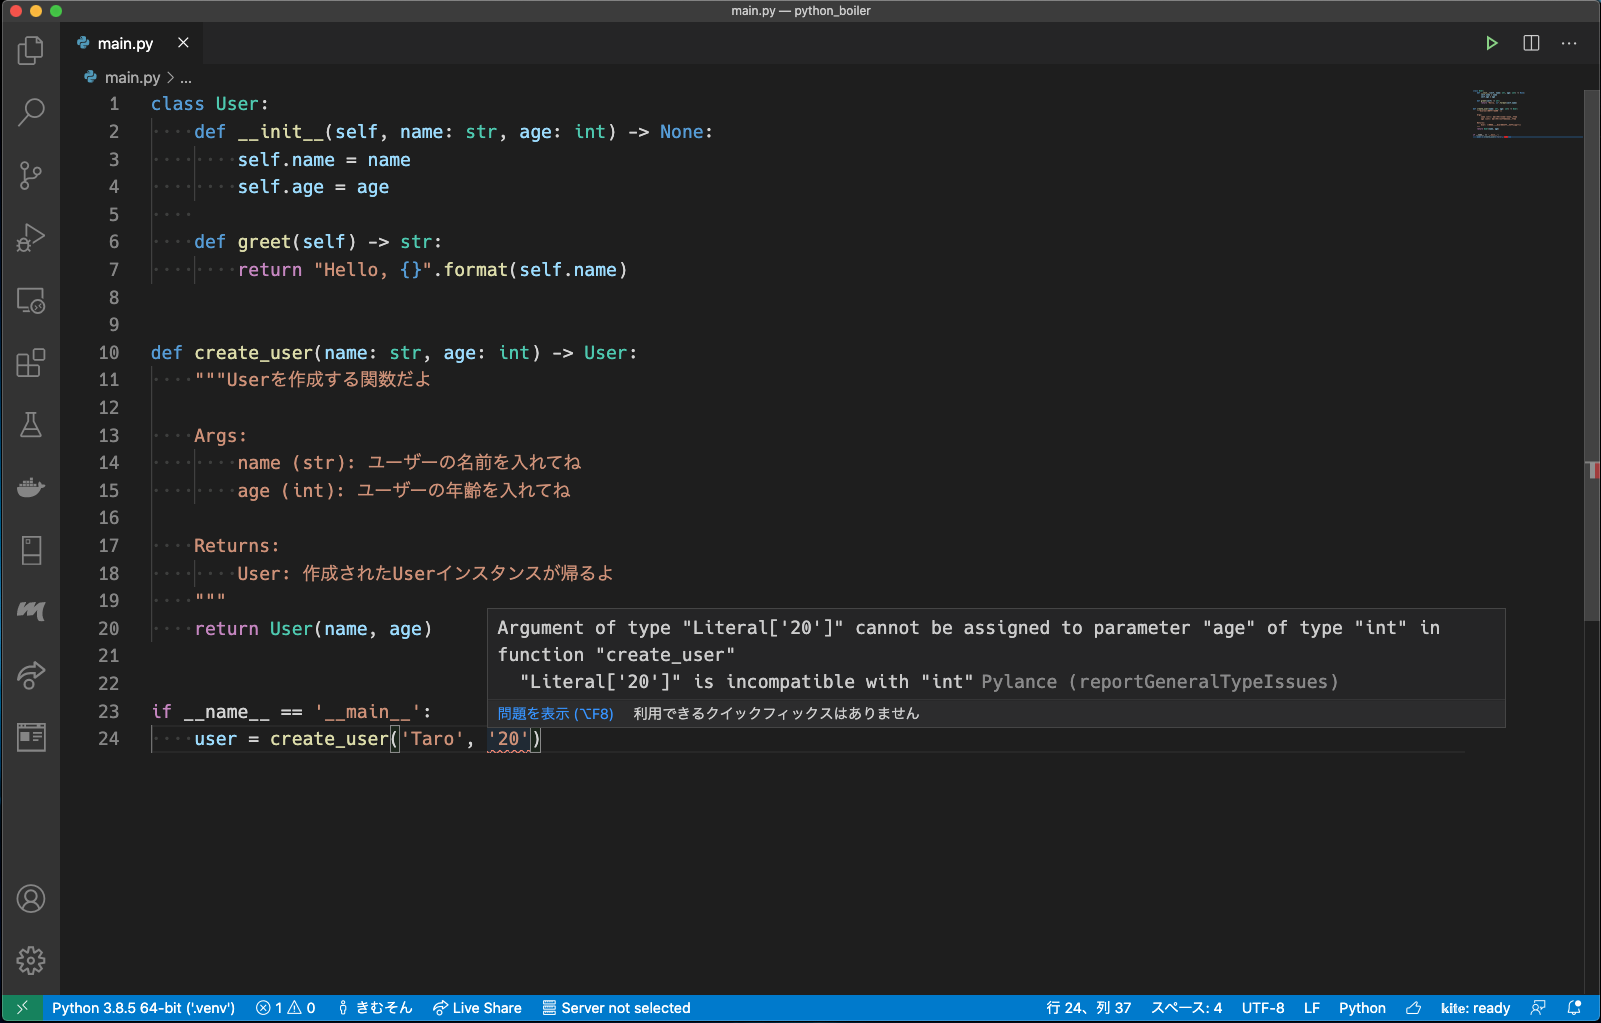 main.py — python_boiler
main.py
main.py > ...
1 class User:
2 def __init__(self, name: str, age: int) -> None:
3 self.name = name
4 self.age = age
5
6 def greet(self) -> str:
7 return "Hello, {}".format(self.name)
8
9
10 def create_user(name: str, age: int) -> User:
11 """Userを作成する関数だよ
12
13 Args:
14 name (str): ユーザーの名前を入れてね
15 age (int): ユーザーの年齢を入れてね
16
17 Returns:
18 User: 作成されたUserインスタンスが帰るよ
19 """
20 return User(name, age)
21
22
23 if __name__ == '__main__':
24 user = create_user('Taro', '20')
Argument of type "Literal['20']" cannot be assigned to parameter "age" of type "int" in
function "create_user"
"Literal['20']" is incompatible with "int" Pylance (reportGeneralTypeIssues)
問題を表示 (⌥F8) 利用できるクイックフィックスはありません
Python 3.8.5 64-bit ('.venv') 1 0 きむそん Live Share Server not selected 行 24、列 37 スペース: 4 UTF-8 LF Python kite: ready